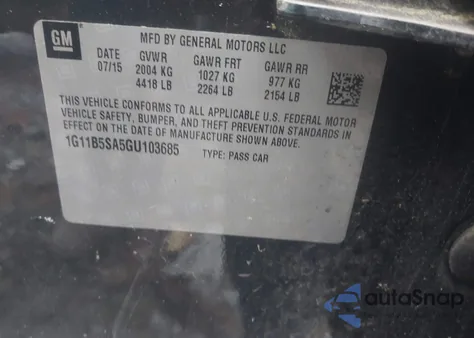 GM
MFD BY GENERAL MOTORS LLC
DATE GVWR GAWR FRT GAWR RR
07/15 2004 KG 1027 KG 977 KG
4418 LB 2264 LB 2154 LB
THIS VEHICLE CONFORMS TO ALL APPLICABLE U.S. FEDERAL MOTOR
VEHICLE SAFETY, BUMPER, AND THEFT PREVENTION STANDARDS IN
EFFECT ON THE DATE OF MANUFACTURE SHOWN ABOVE.
1G11B5SA5GU103685 TYPE: PASS CAR
autoSnap